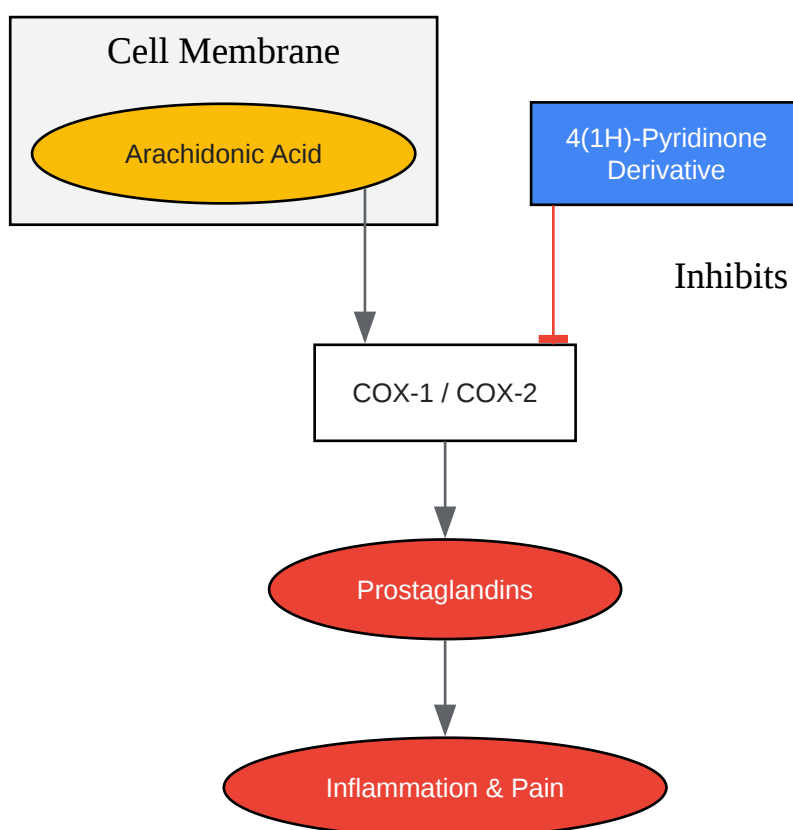 Cell Membrane
Arachidonic Acid
4(1H)-Pyridinone
Derivative
Inhibits
COX-1 / COX-2
Prostaglandins
Inflammation & Pain